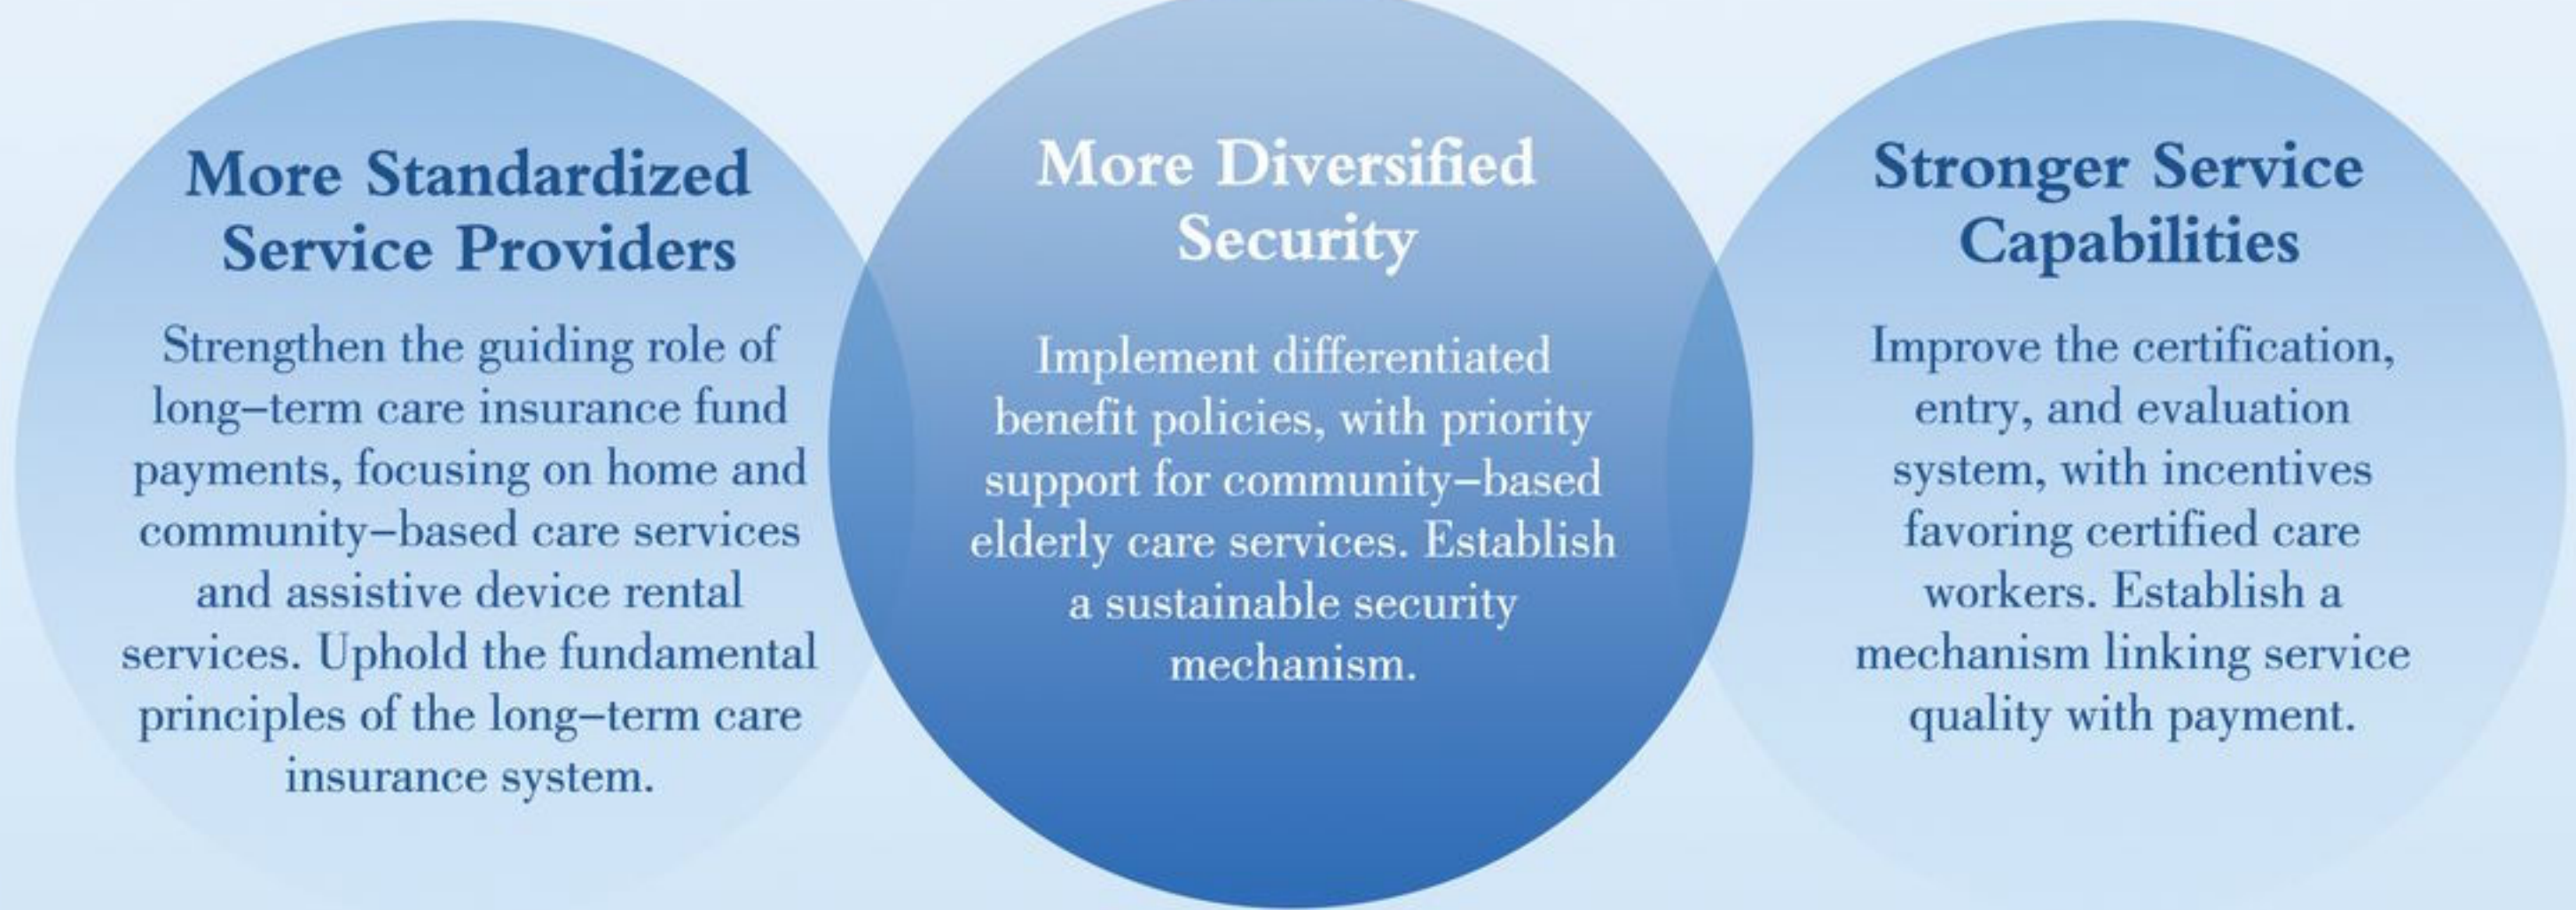 More Standardized
Service Providers
Strengthen the guiding role of
long–term care insurance fund
payments, focusing on home and
community–based care services
and assistive device rental
services. Uphold the fundamental
principles of the long–term care
insurance system.
More Diversified
Security
Implement differentiated
benefit policies, with priority
support for community–based
elderly care services. Establish
a sustainable security
mechanism.
Stronger Service
Capabilities
Improve the certification,
entry, and evaluation
system, with incentives
favoring certified care
workers. Establish a
mechanism linking service
quality with payment.